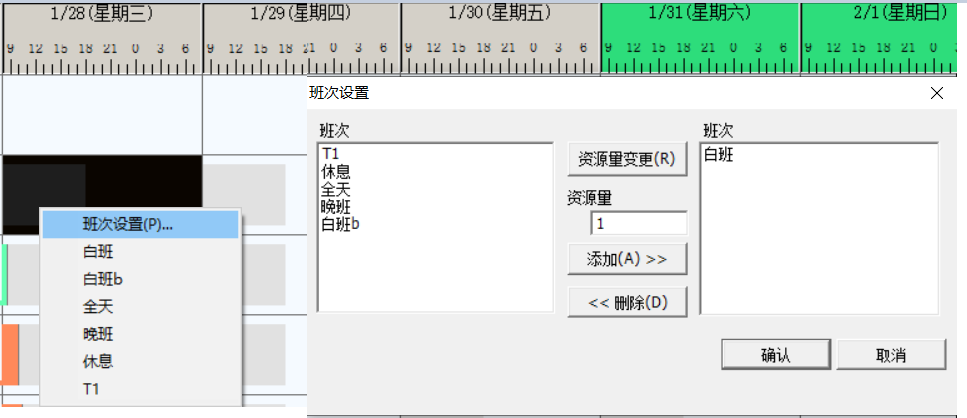 1/28(星期三)
1/29(星期四)
1/30(星期五)
1/31(星期六)
2/1(星期日)
9 12 15 18 21 0 3 6
9 12 15 18 21 0 3 6
9 12 15 18 21 0 3 6
9 12 15 18 21 0 3 6
9 12 15 18 21 0 3
班次设置
班次
T1
休息
全天
晚班
白班b
资源量变更(R)
资源量
1
添加(A) >>
<< 删除(D)
班次
白班
确认
取消
班次设置(P)...
白班
白班b
全天
晚班
休息
T1